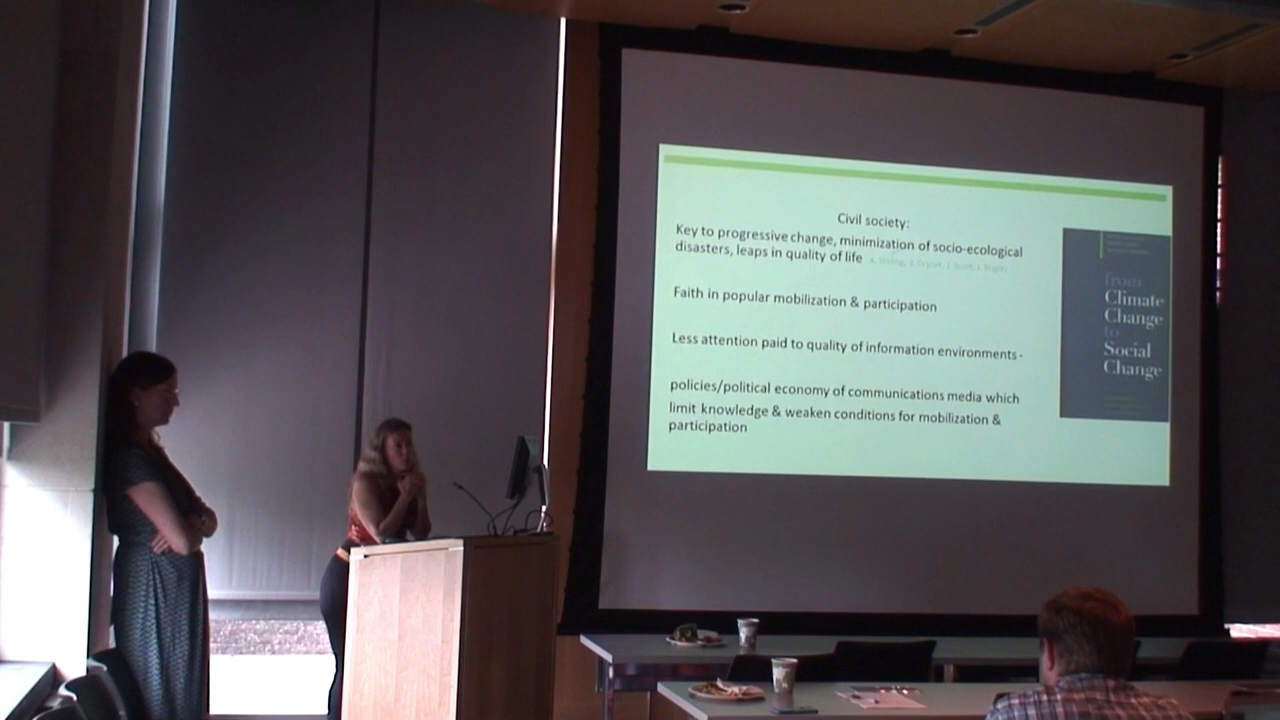 Civil society:
Key to progressive change, minimization of socio-ecological
disasters, leaps in quality of life
Faith in popular mobilization & participation
Less attention paid to quality of information environments -
policies/political economy of communications media which
limit knowledge & weaken conditions for mobilization &
participation
from
Climate
Change
to
Social
Change